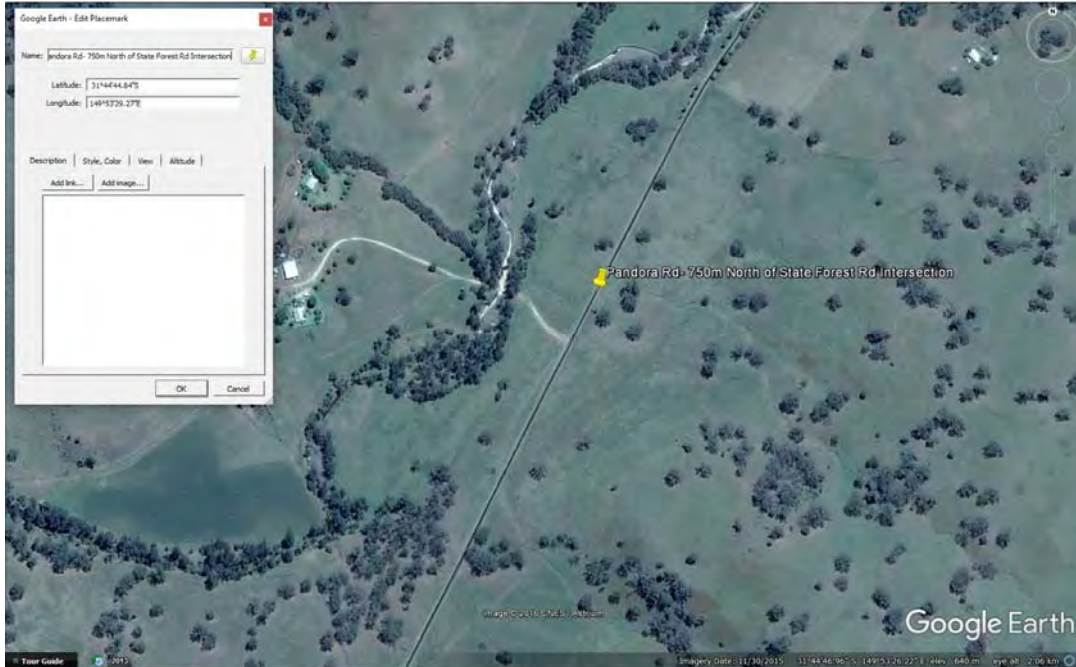 Google Earth - Edit Placemark
Name: andora Rd- 750m North of State Forest Rd Intersection
Latitude: 31°44'44.84"S
Longitude: 149°53'29.27"E
Description Style, Color View Altitude
Add link... Add image...
OK Cancel
N
Pandora Rd- 750m North of State Forest Rd Intersection
Image © 2016 CNES / Astrium
Google Earth
Tour Guide 2013 Imagery Date: 11/30/2015 31°44'46.96" S 149°53'26.22" E elev 640 m eye alt 2.06 km